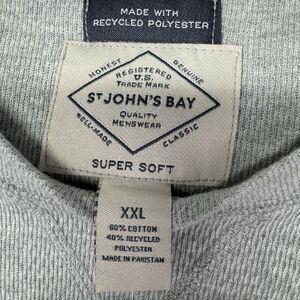 MADE WITH
RECYCLED POLYESTER
HONEST
GENUINE
REGISTERED
U.S.
TRADE MARK
ST JOHN'S BAY
QUALITY
MENSWEAR
WELL-MADE
CLASSIC
SUPER SOFT
XXL
60% COTTON
40% RECYCLED
POLYESTER
MADE IN PAKISTAN